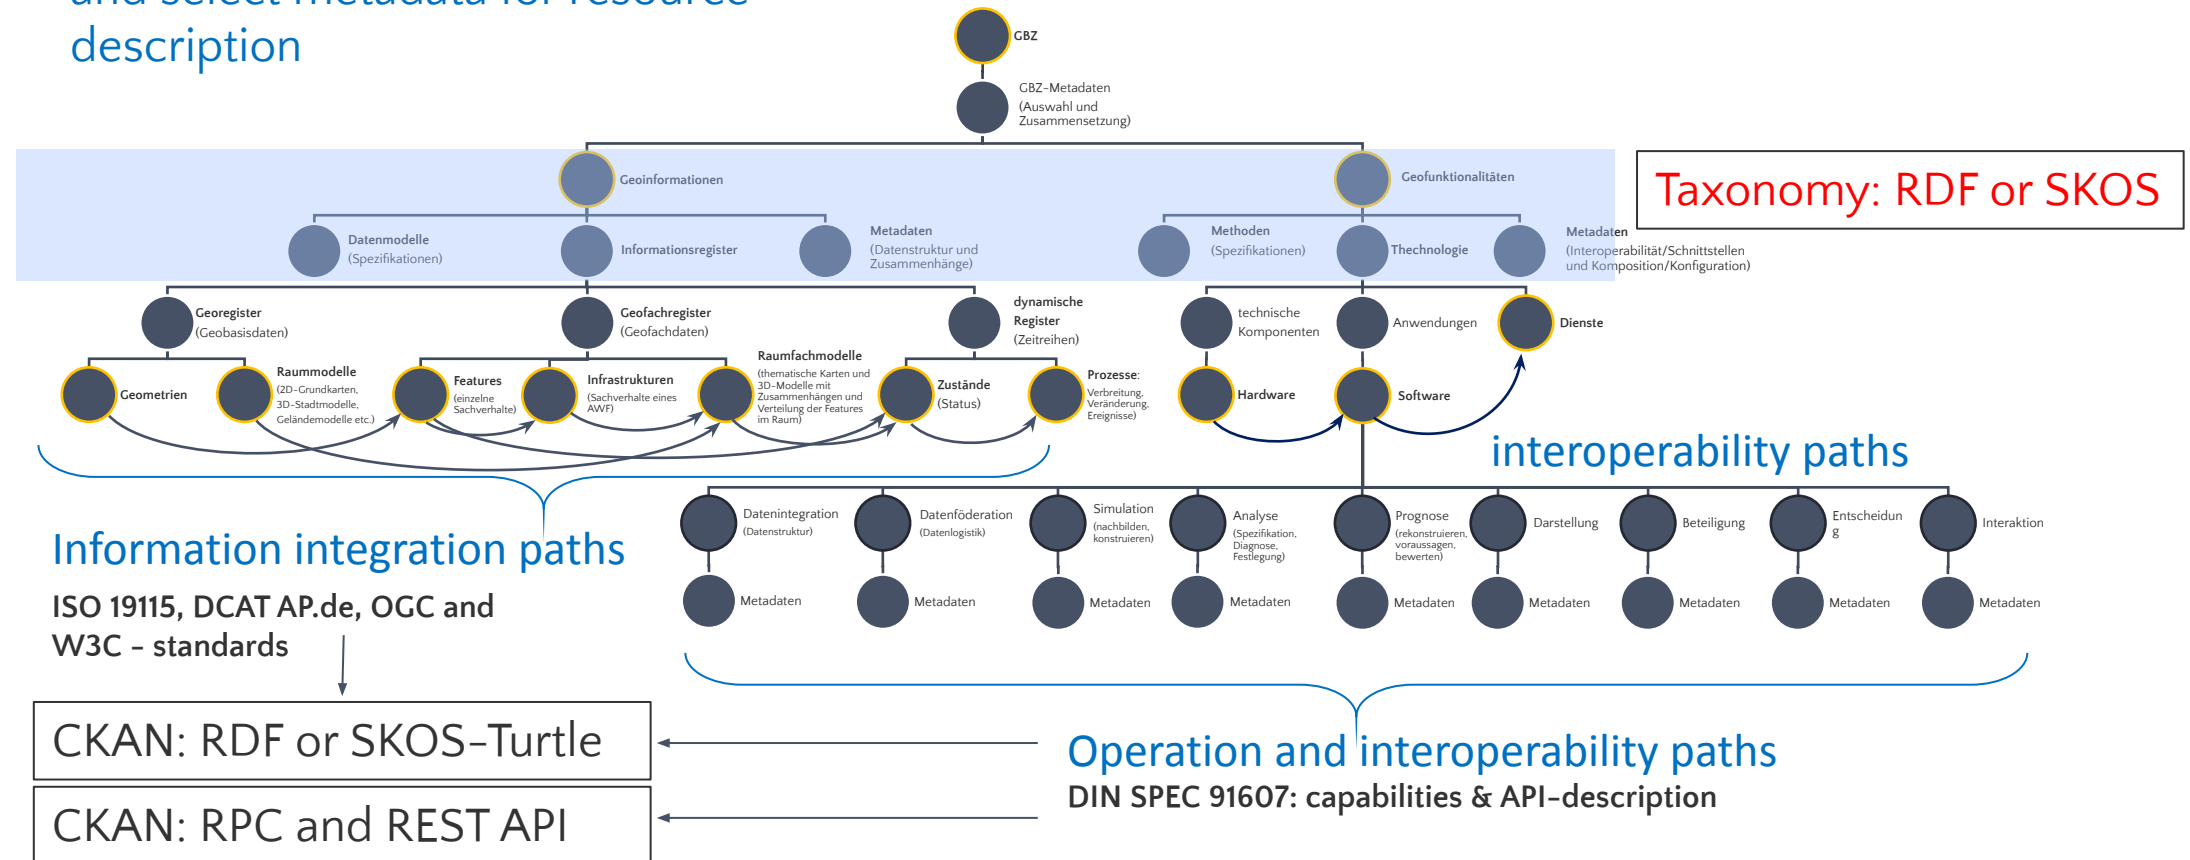 and select metadata for resource
description
GBZ
GBZ-Metadaten
(Auswahl und
Zusammensetzung)
Geoinformationen
Geofunktionalitäten
Taxonomy: RDF or SKOS
Datenmodelle
(Spezifikationen)
Informationsregister
Metadaten
(Datenstruktur und
Zusammenhänge)
Methoden
(Spezifikationen)
Thechnologie
Metadaten
(Interoperabilität/Schnittstellen
und Komposition/Konfiguration)
Georegister
(Geobasisdaten)
Geofachregister
(Geofachdaten)
dynamische
Register
(Zeitreihen)
technische
Komponenten
Anwendungen
Dienste
Geometrien
Raummodelle
(2D-Grundkarten,
3D-Stadtmodelle,
Geländemodelle etc.)
Features
(einzelne
Sachverhalte)
Infrastrukturen
(Sachverhalte eines
AWF)
Raumfachmodelle
(thematische Karten und
3D-Modelle mit
Zusammenhängen und
Verteilung der Features
im Raum)
Zustände
(Status)
Prozesse:
Verbreitung,
Veränderung,
Ereignisse)
Hardware
Software
interoperability paths
Datenintegration
(Datenstruktur)
Datenföderation
(Datenlogistik)
Simulation
(nachbilden,
konstruieren)
Analyse
(Spezifikation,
Diagnose,
Festlegung)
Prognose
(rekonstruieren,
voraussagen,
bewerten)
Darstellung
Beteiligung
Entscheidun
g
Interaktion
Metadaten
Metadaten
Metadaten
Metadaten
Metadaten
Metadaten
Metadaten
Metadaten
Metadaten
Information integration paths
ISO 19115, DCAT AP.de, OGC and
W3C - standards
CKAN: RDF or SKOS-Turtle
CKAN: RPC and REST API
Operation and interoperability paths
DIN SPEC 91607: capabilities & API-description